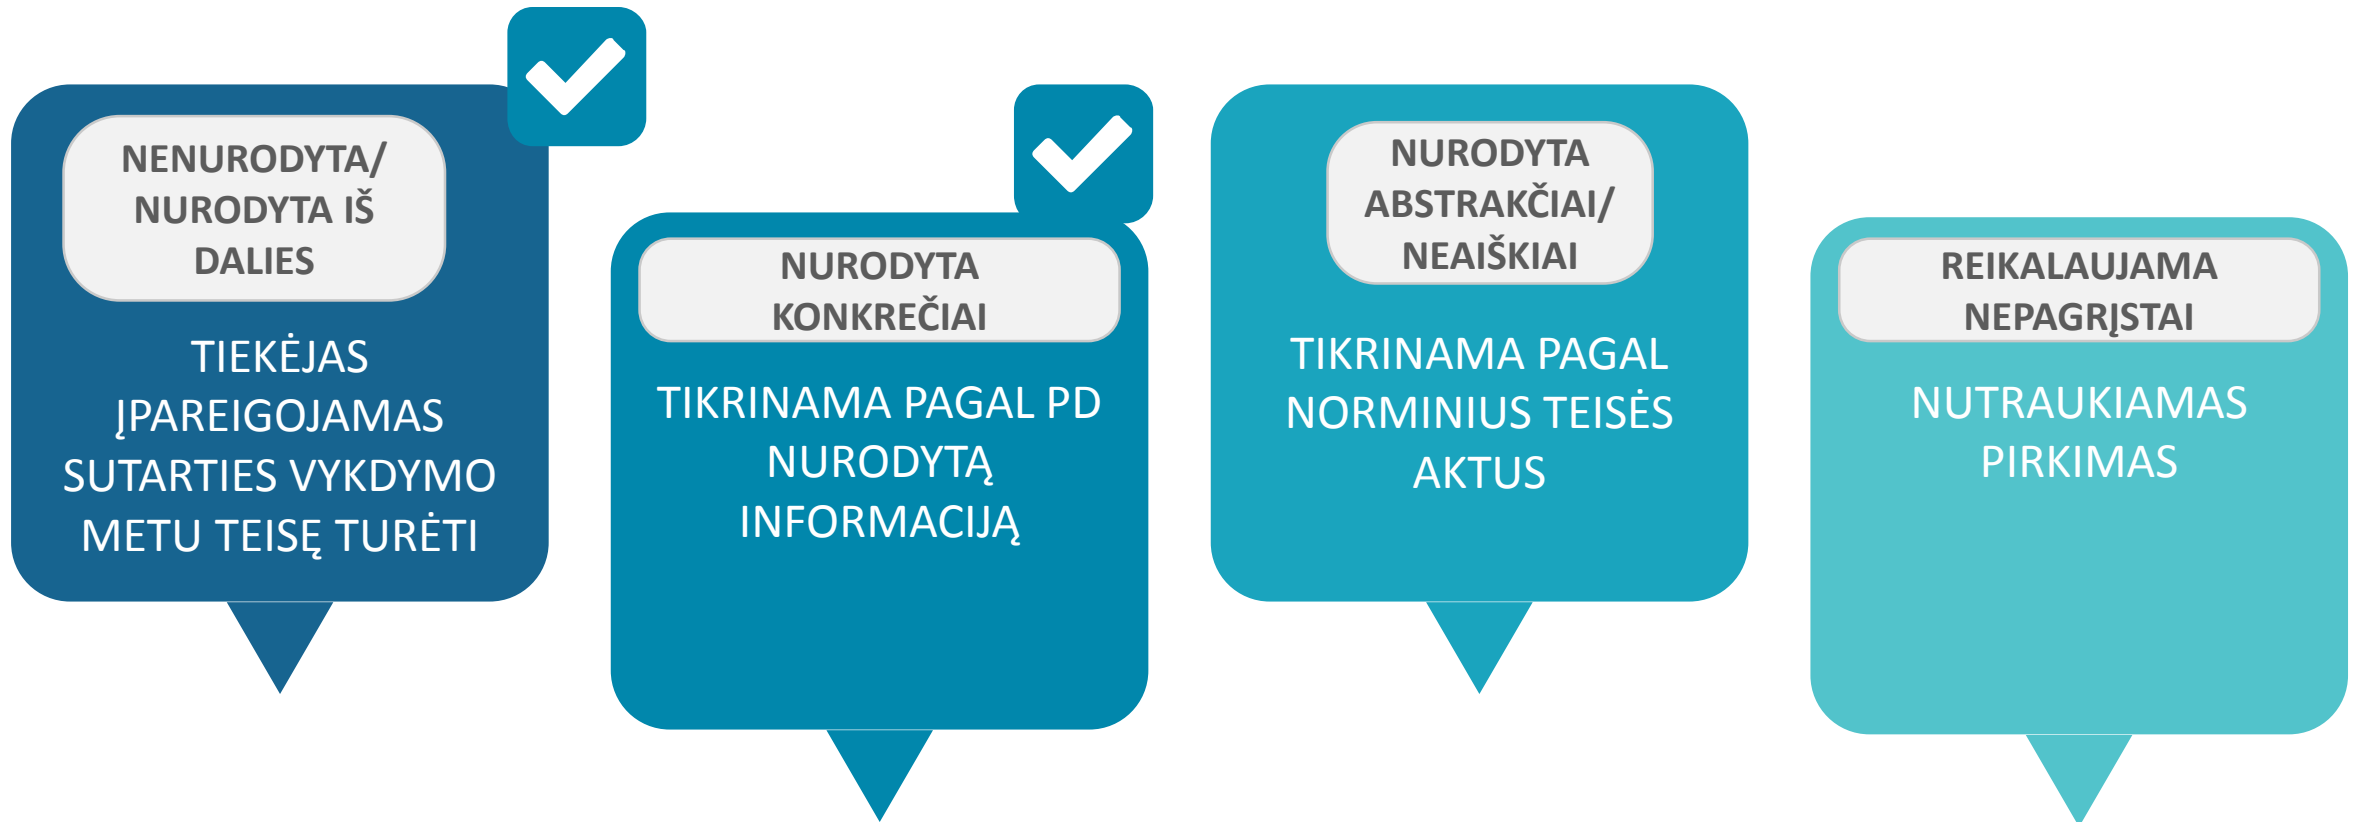 NENURODYTA/
NURODYTA IŠ
DALIES
TIEKĖJAS
ĮPAREIGOJAMAS
SUTARTIES VYKDYMO
METU TEISĘ TURĖTI
NURODYTA
KONKREČIAI
TIKRINAMA PAGAL PD
NURODYTĄ
INFORMACIJĄ
NURODYTA
ABSTRAKČIAI/
NEAIŠKIAI
TIKRINAMA PAGAL
NORMINIUS TEISĖS
AKTUS
REIKALAUJAMA
NEPAGRĮSTAI
NUTRAUKIAMAS
PIRKIMAS